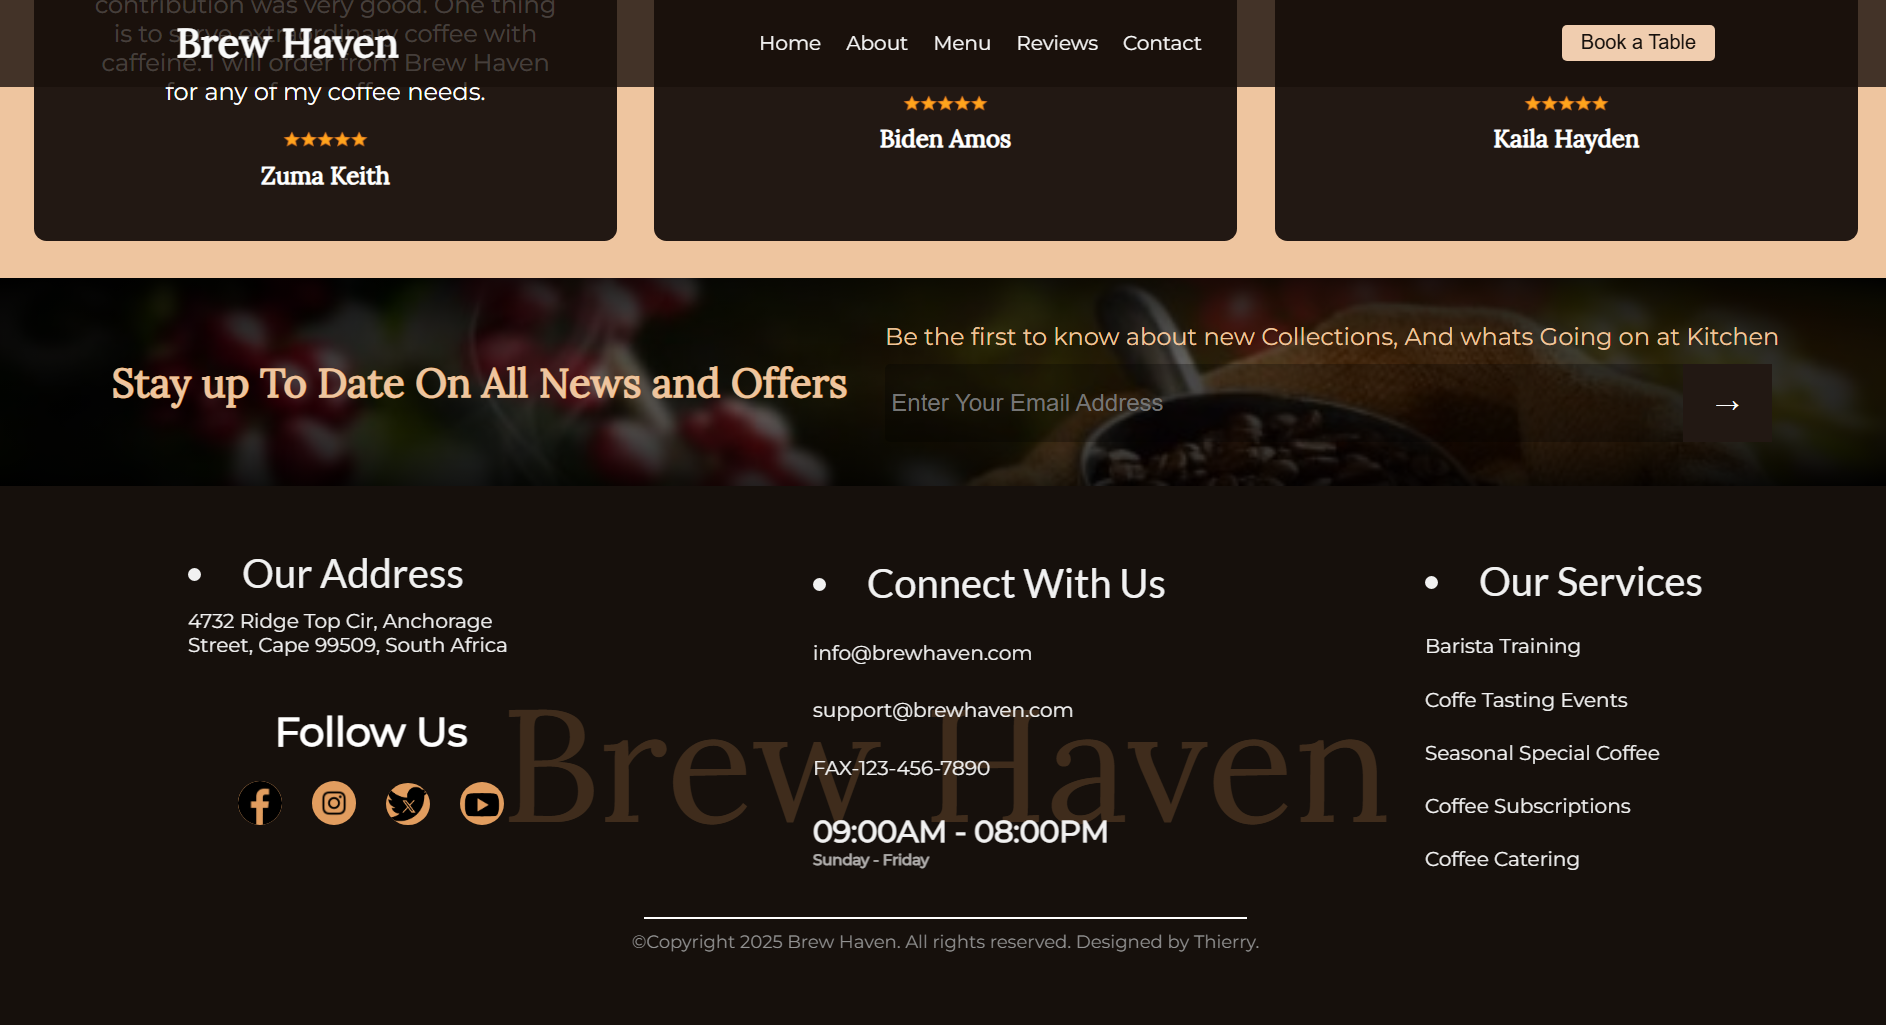 contribution was very good. One thing
is to serve extraordinary coffee with
caffeine. I will order from Brew Haven
for any of my coffee needs.
Zuma Keith
Biden Amos
Kaila Hayden
Brew Haven
Home About Menu Reviews Contact
Book a Table
Stay up To Date On All News and Offers
Be the first to know about new Collections, And whats Going on at Kitchen
Enter Your Email Address
→
Our Address
4732 Ridge Top Cir, Anchorage
Street, Cape 99509, South Africa
Follow Us
Connect With Us
info@brewhaven.com
support@brewhaven.com
FAX-123-456-7890
09:00AM - 08:00PM
Sunday - Friday
Our Services
Barista Training
Coffe Tasting Events
Seasonal Special Coffee
Coffee Subscriptions
Coffee Catering
Brew Haven
©Copyright 2025 Brew Haven. All rights reserved. Designed by Thierry.